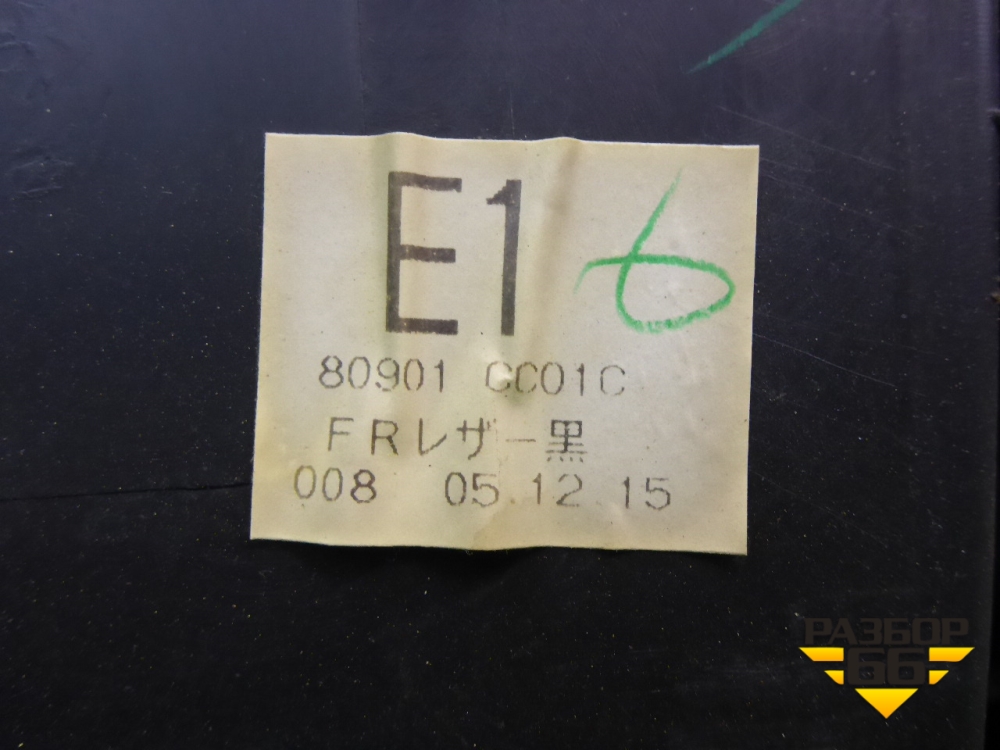 E1 6
80901 CC01C
FRレザー黒
008 05.12.15
РАЗБОР
66